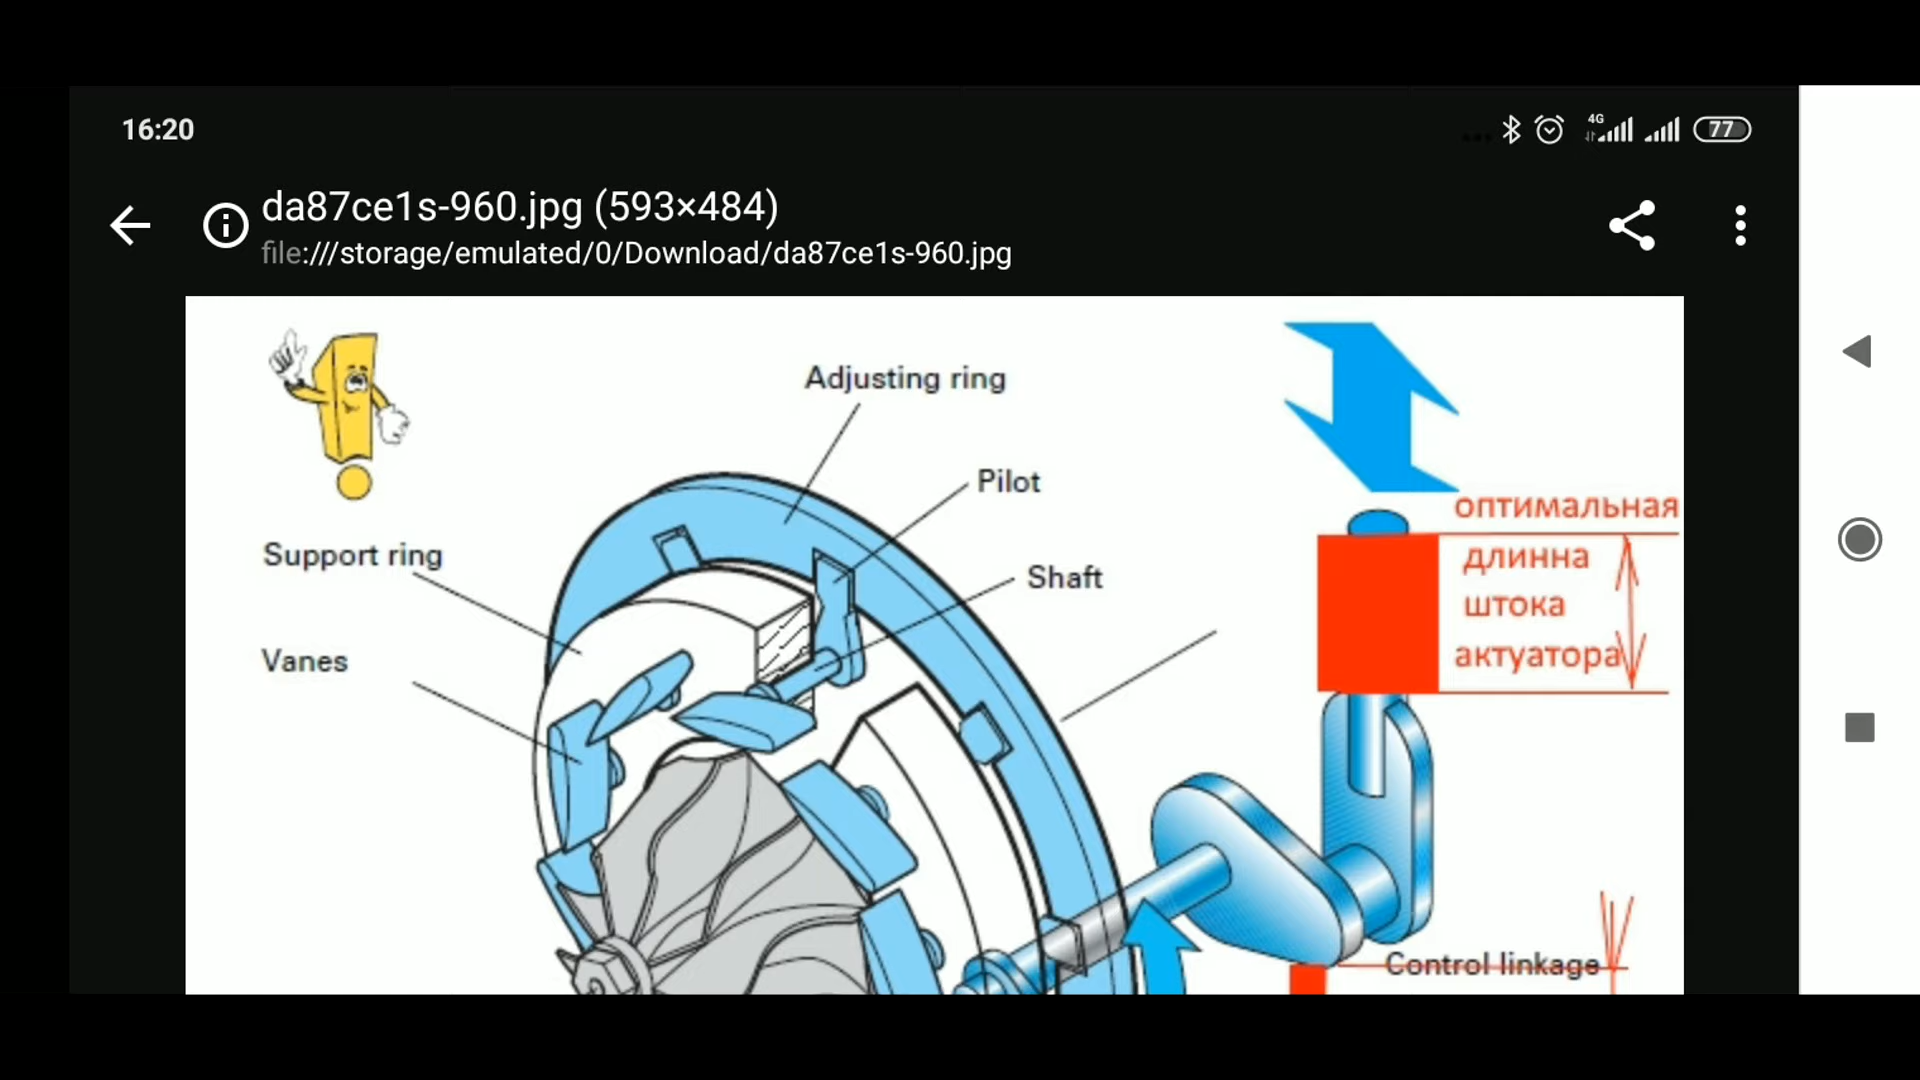 16:20
4G
77
da87ce1s-960.jpg (593×484)
file:///storage/emulated/0/Download/da87ce1s-960.jpg
Adjusting ring
Pilot
оптимальная
Support ring
длинна
Shaft
штока
Vanes
актуатора
Control linkage